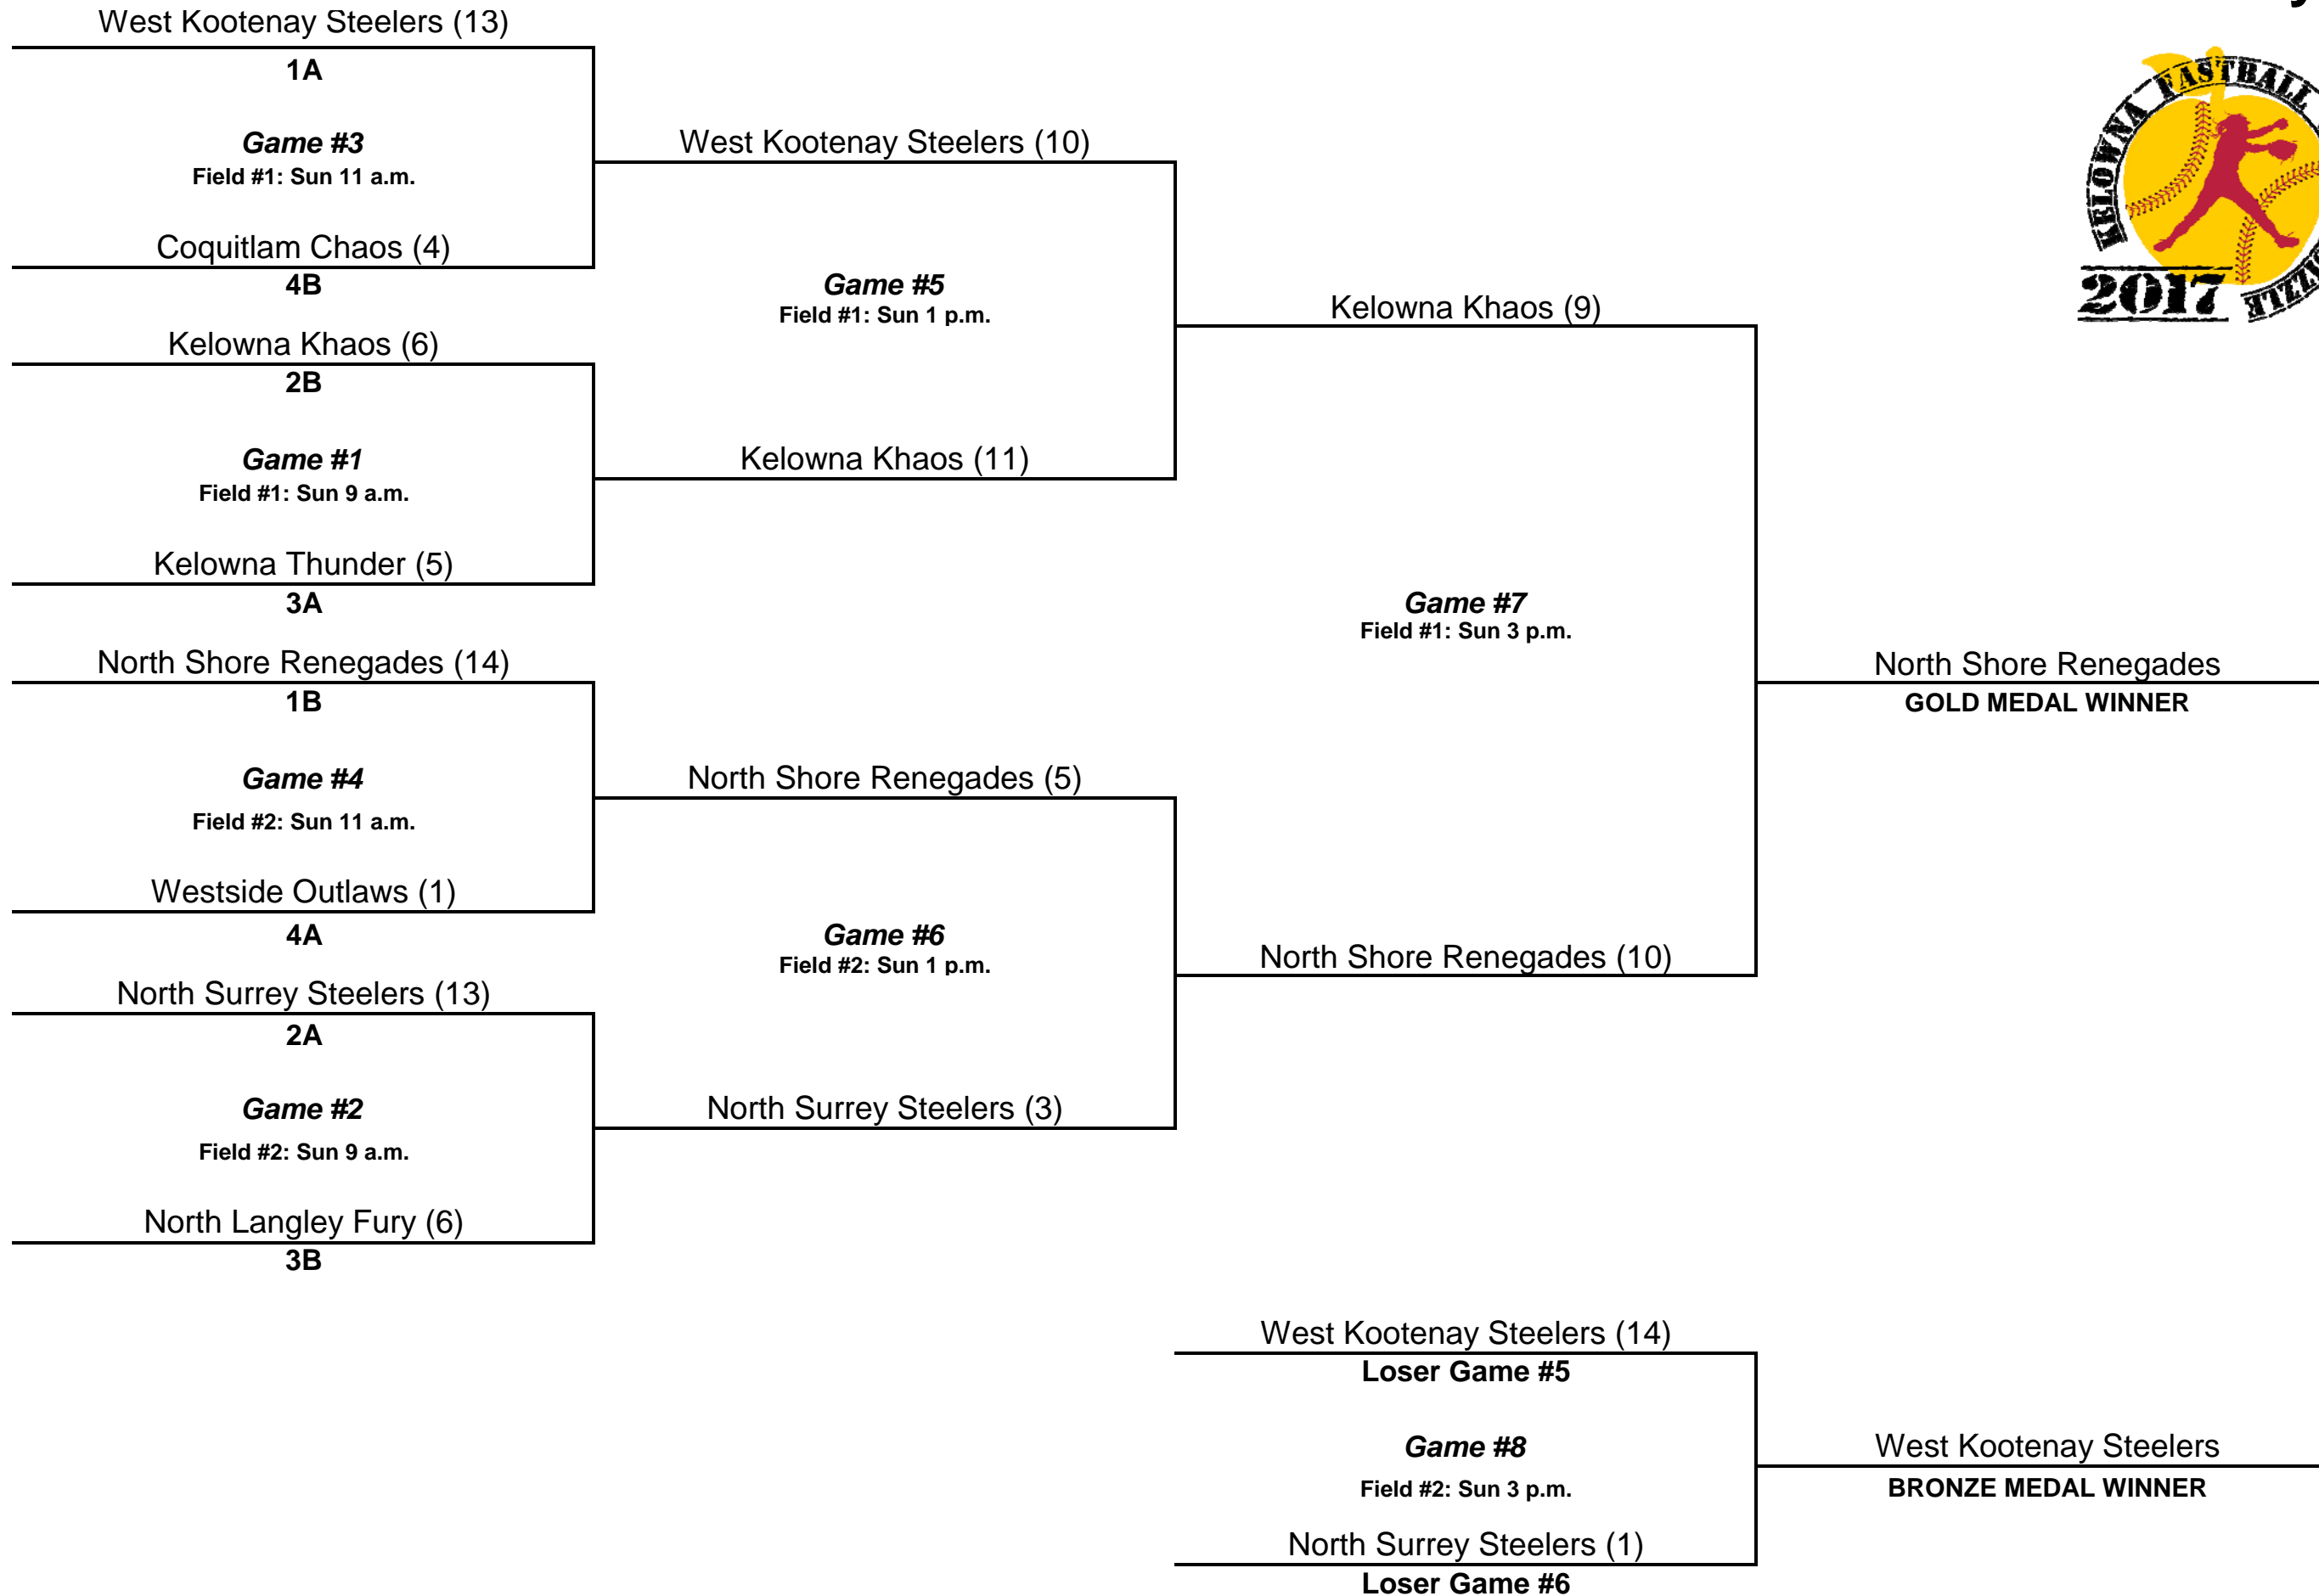 West Kootenay Steelers (13)
1A
Game #3
Field #1: Sun 11 a.m.
Coquitlam Chaos (4)
4B
Kelowna Khaos (6)
2B
Game #1
Field #1: Sun 9 a.m.
Kelowna Thunder (5)
3A
North Shore Renegades (14)
1B
Game #4
Field #2: Sun 11 a.m.
Westside Outlaws (1)
4A
North Surrey Steelers (13)
2A
Game #2
Field #2: Sun 9 a.m.
North Langley Fury (6)
3B
West Kootenay Steelers (10)
Game #5
Field #1: Sun 1 p.m.
Kelowna Khaos (11)
North Shore Renegades (5)
Game #6
Field #2: Sun 1 p.m.
North Surrey Steelers (3)
Kelowna Khaos (9)
Game #7
Field #1: Sun 3 p.m.
North Shore Renegades (10)
North Shore Renegades
GOLD MEDAL WINNER
West Kootenay Steelers (14)
Loser Game #5
Game #8
Field #2: Sun 3 p.m.
North Surrey Steelers (1)
Loser Game #6
West Kootenay Steelers
BRONZE MEDAL WINNER
KELOWNA FASTBALL
2017